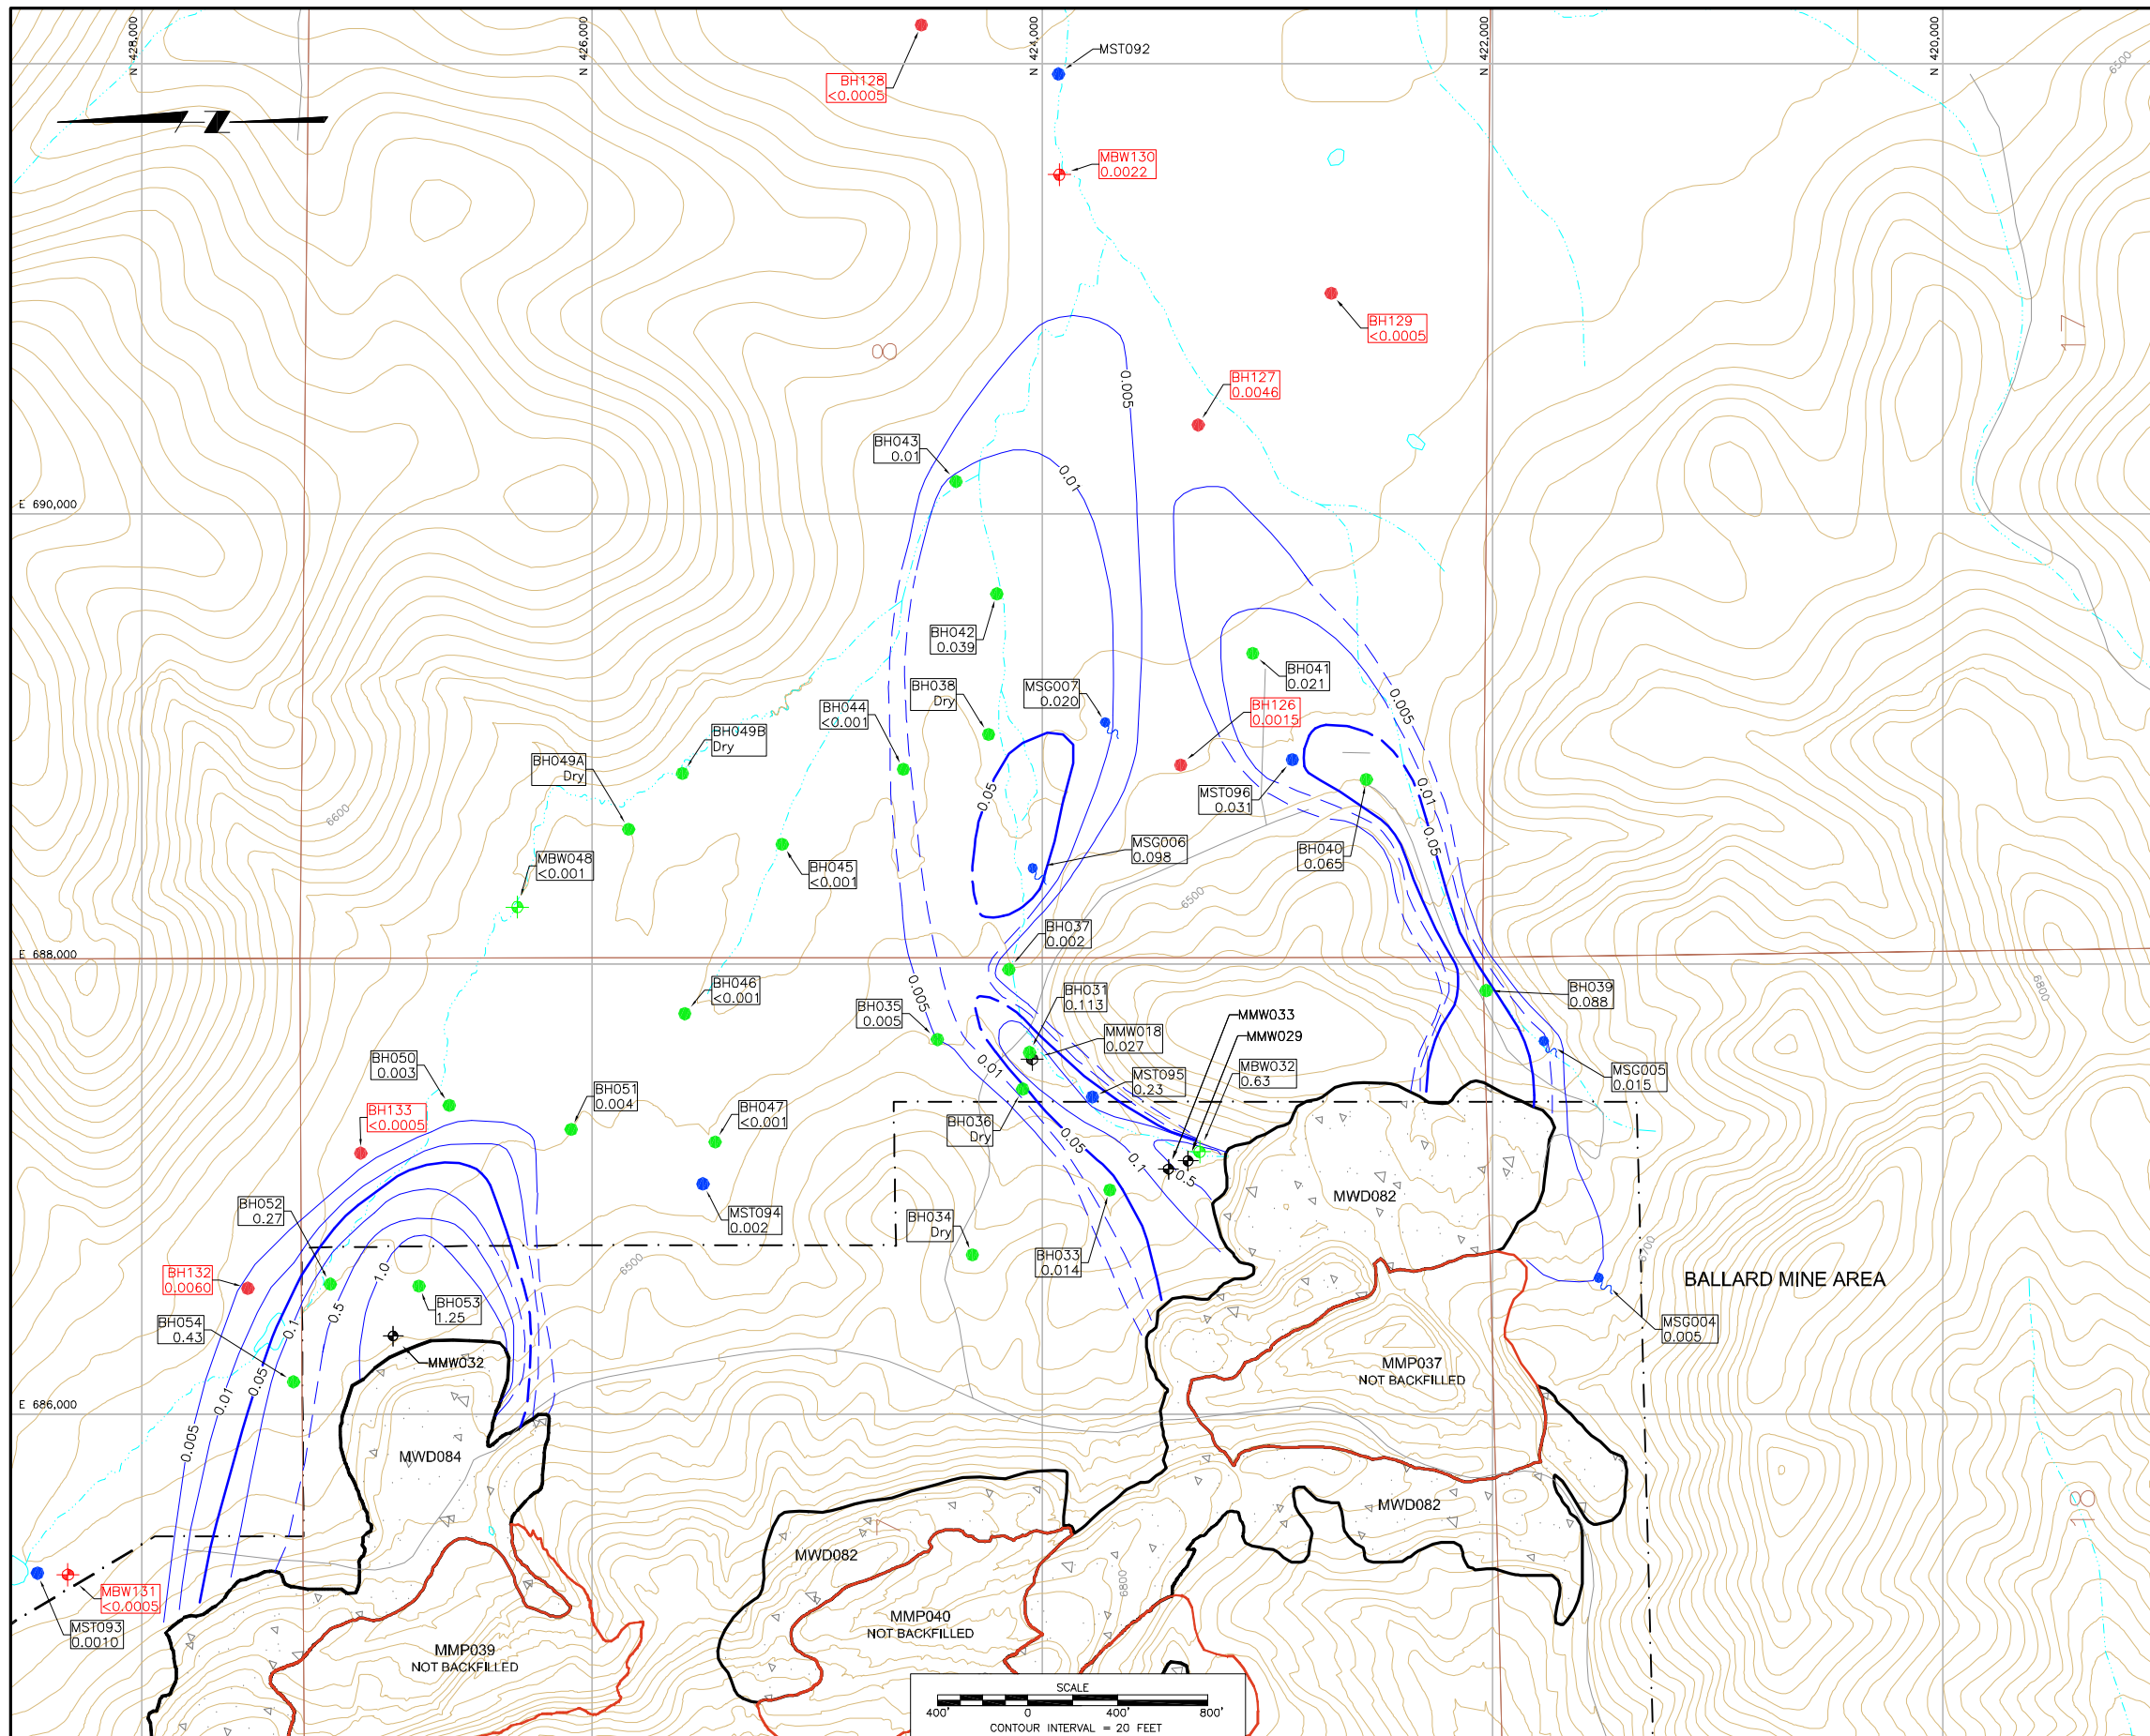 N 428,000
N 426,000
N 424,000
N 422,000
N 420,000
6500
MST092
BH128
<0.0005
N
MBW130
0.0022
BH129
<0.0005
17
8
0.005
BH127
0.0046
BH043
0.01
0.01
E 690,000
BH042
0.039
BH041
0.021
BH038
Dry
MSG007
0.020
BH126
0.0015
0.005
BH044
<0.001
BH049B
Dry
BH049A
Dry
0.05
MST096
0.031
0.01
6600
MSG006
0.098
BH040
0.065
0.05
MBW048
<0.001
BH045
<0.001
6500
BH037
0.002
E 688,000
BH046
<0.001
0.005
BH035
0.005
BH031
0.113
BH039
0.088
6800
MMW033
MMW029
MMW018
0.027
MBW032
0.63
BH050
0.003
0.01
MST095
0.23
MSG005
0.015
BH051
0.004
BH133
<0.0005
BH047
<0.001
BH036
Dry
0.05
0.1
0.5
MWD082
BH052
0.27
MST094
0.002
BH034
Dry
BH033
0.014
6500
6700
BALLARD MINE AREA
BH132
0.0060
1.0
0.5
0.1
BH053
1.25
BH054
0.43
MSG004
0.005
MMW032
MMP037
NOT BACKFILLED
0.05
0.01
0.005
E 686,000
MWD084
MWD082
18
7
MWD082
MBW131
<0.0005
6800
MST093
0.0010
MMP040
NOT BACKFILLED
MMP039
NOT BACKFILLED
SCALE
400' 0 400' 800'
CONTOUR INTERVAL = 20 FEET